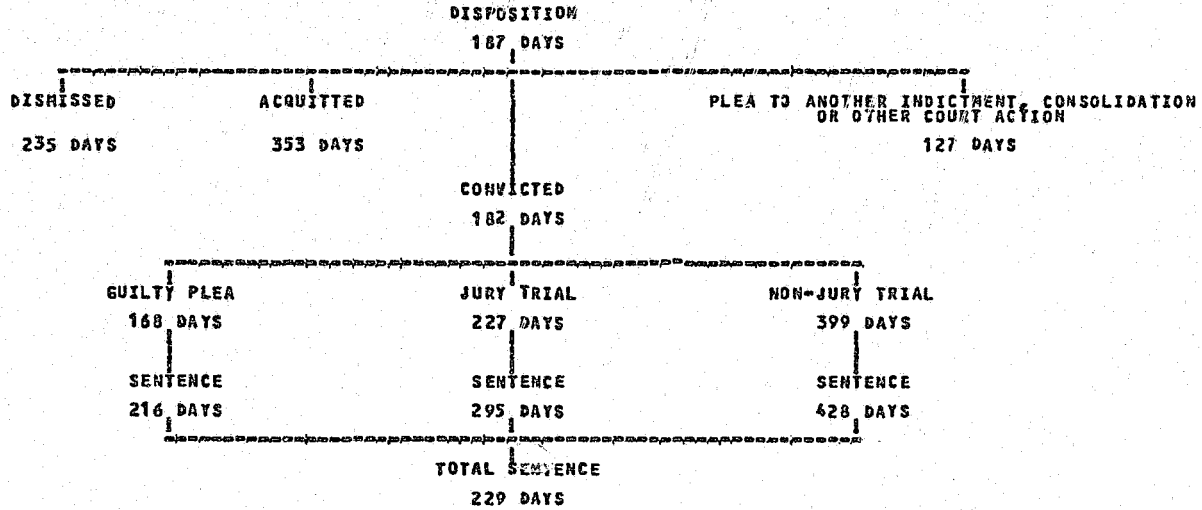 DISPOSITION
187 DAYS
DISMISSED ACQUITTED PLEA TO ANOTHER INDICTMENT, CONSOLIDATION
OR OTHER COURT ACTION
235 DAYS 353 DAYS 127 DAYS
CONVICTED
182 DAYS
GUILTY PLEA JURY TRIAL NON-JURY TRIAL
168 DAYS 227 DAYS 399 DAYS
SENTENCE SENTENCE SENTENCE
216 DAYS 295 DAYS 428 DAYS
TOTAL SENTENCE
229 DAYS